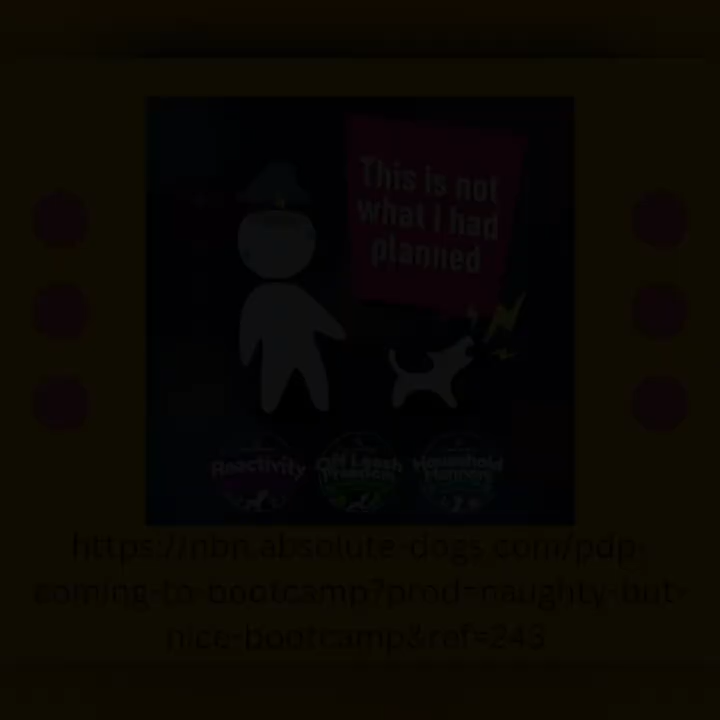 This is not
what I had
planned
Reactivity
Off Leash
Freedom
Household
Manners
https://nbn.absolute-dogs.com/pdp-
coming-to-bootcamp?prod=naughty-but-
nice-bootcamp&ref=243